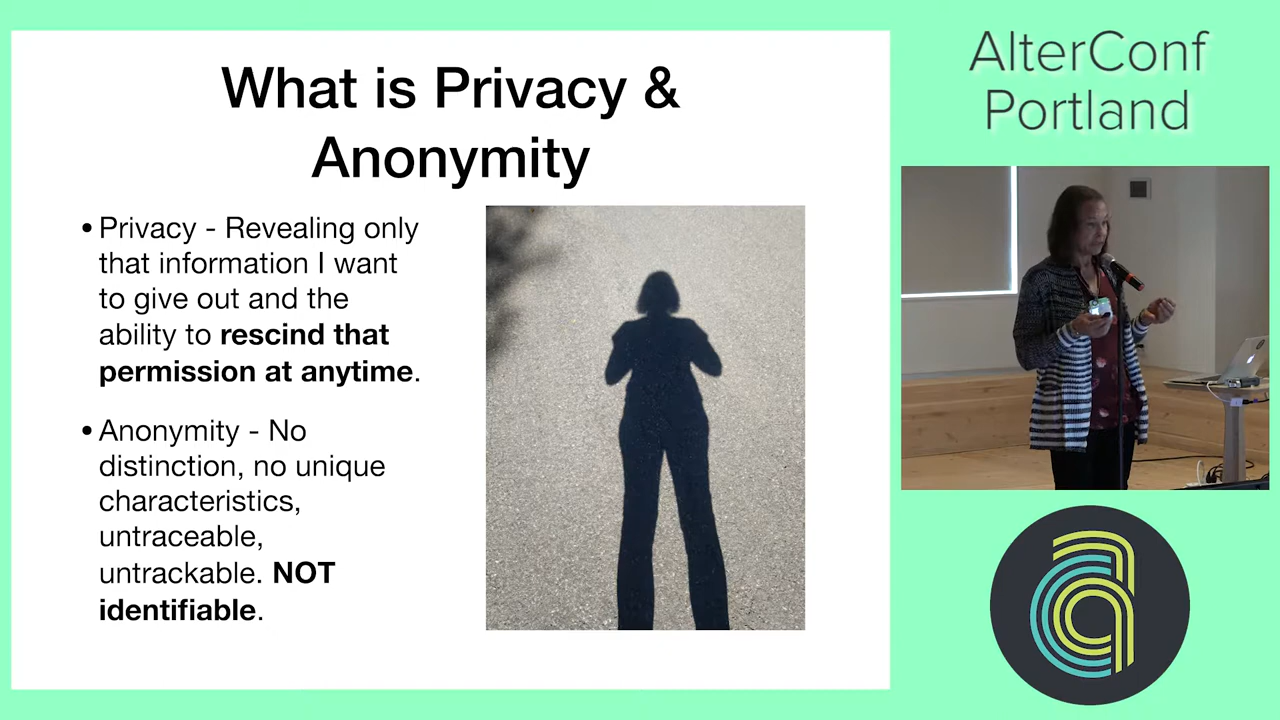 What is Privacy &
Anonymity
• Privacy - Revealing only
that information I want
to give out and the
ability to rescind that
permission at anytime.
• Anonymity - No
distinction, no unique
characteristics,
untraceable,
untrackable. NOT
identifiable.
AlterConf
Portland